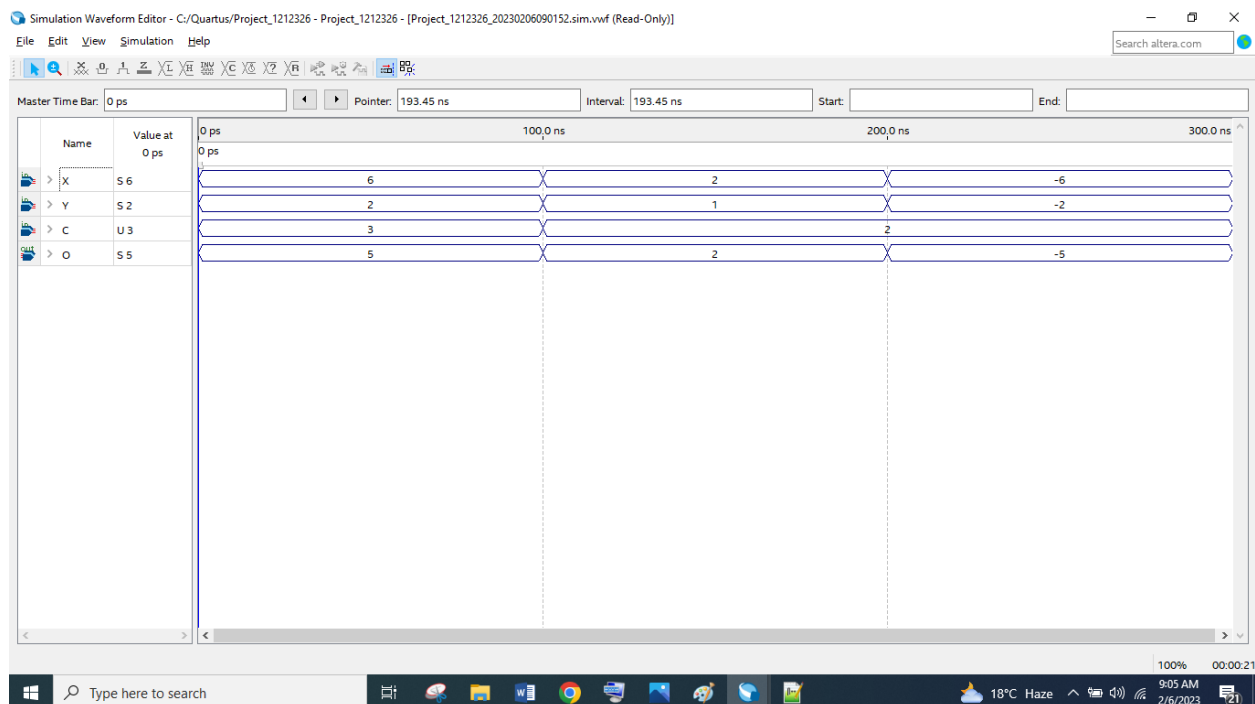 Simulation Waveform Editor - C:/Quartus/Project_1212326 - Project_1212326 - [Project_1212326_20230206090152.sim.vwf (Read-Only)]
File Edit View Simulation Help
Search altera.com
Master Time Bar: 0 ps Pointer: 193.45 ns Interval: 193.45 ns Start: End:
Name Value at 0 ps
0 ps 100.0 ns 200.0 ns 300.0 ns
0 ps
X S 6 6 2 -6
Y S 2 2 1 -2
C U 3 3 2
O S 5 5 2 -5
100% 00:00:21
Type here to search 18°C Haze 9:05 AM
2/6/2023 21